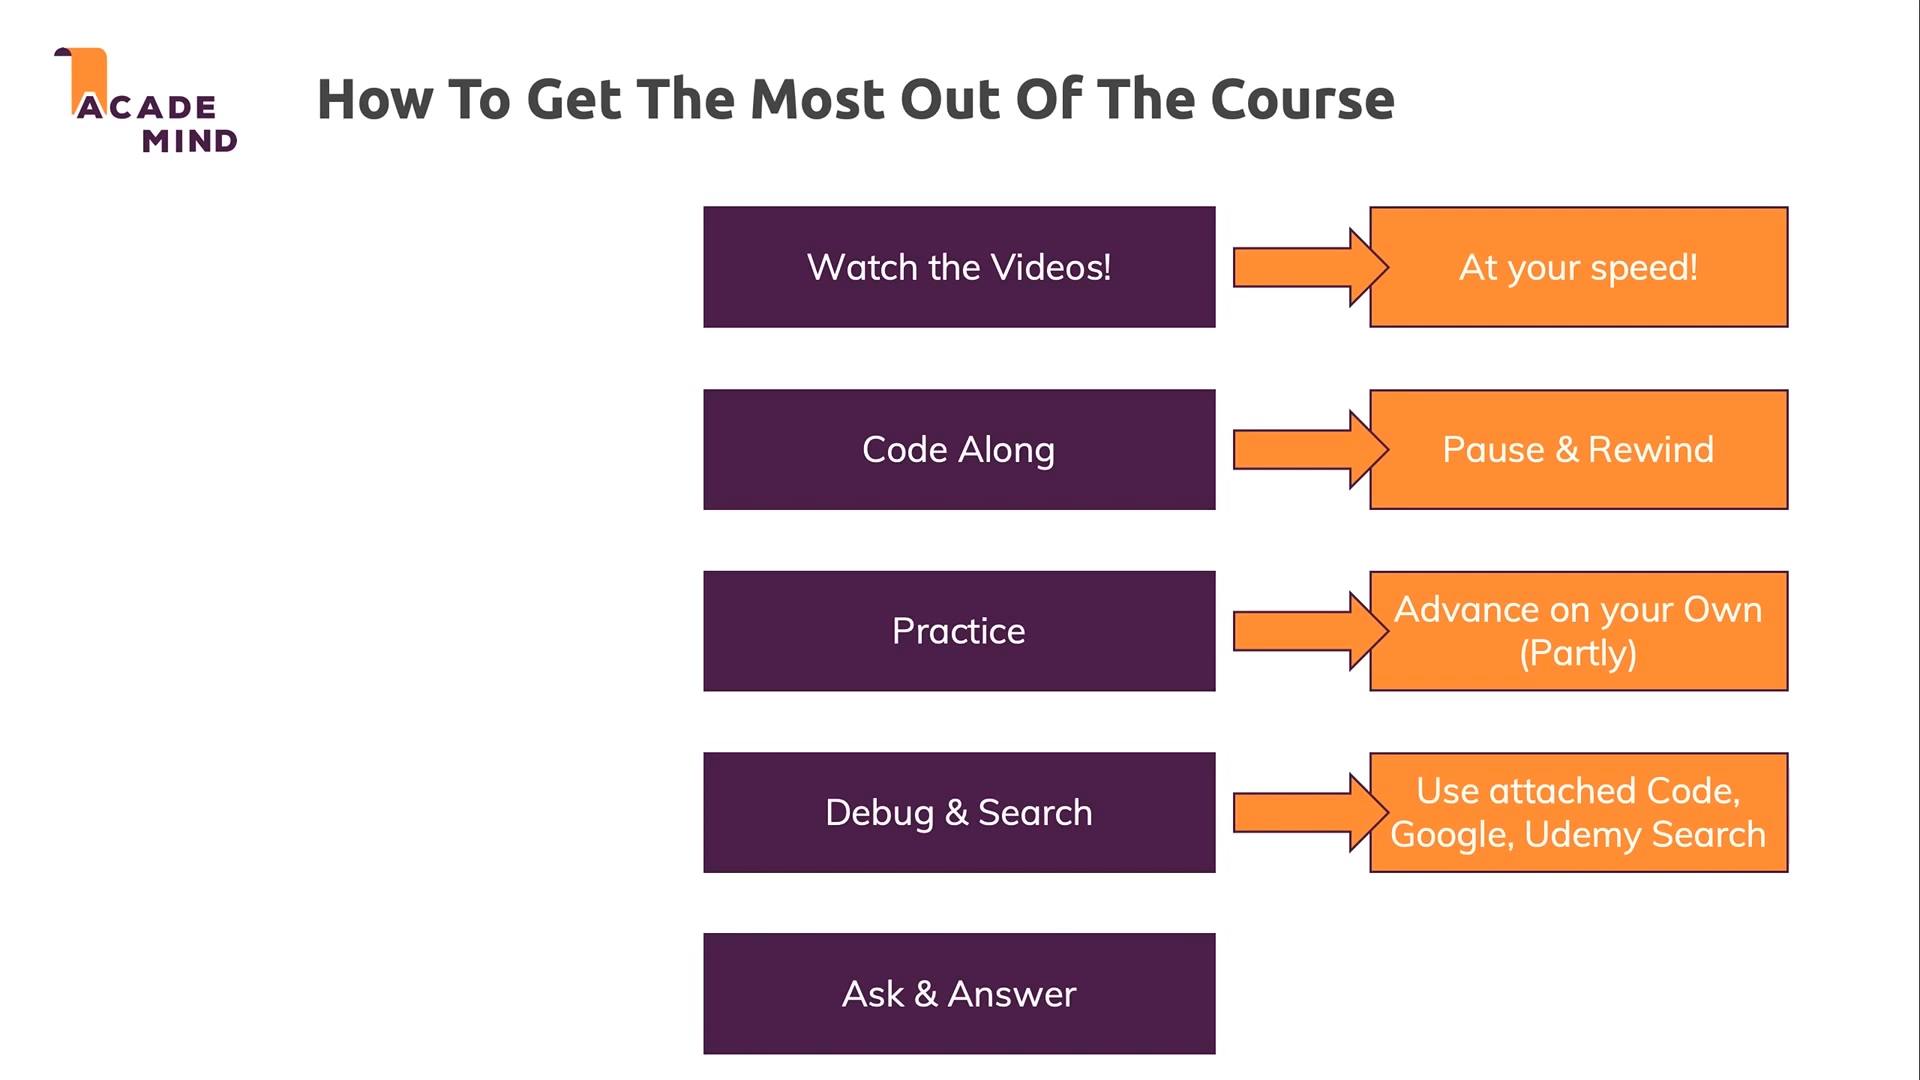 ACADE
MIND
How To Get The Most Out Of The Course
Watch the Videos!
At your speed!
Code Along
Pause & Rewind
Practice
Advance on your Own
(Partly)
Debug & Search
Use attached Code,
Google, Udemy Search
Ask & Answer